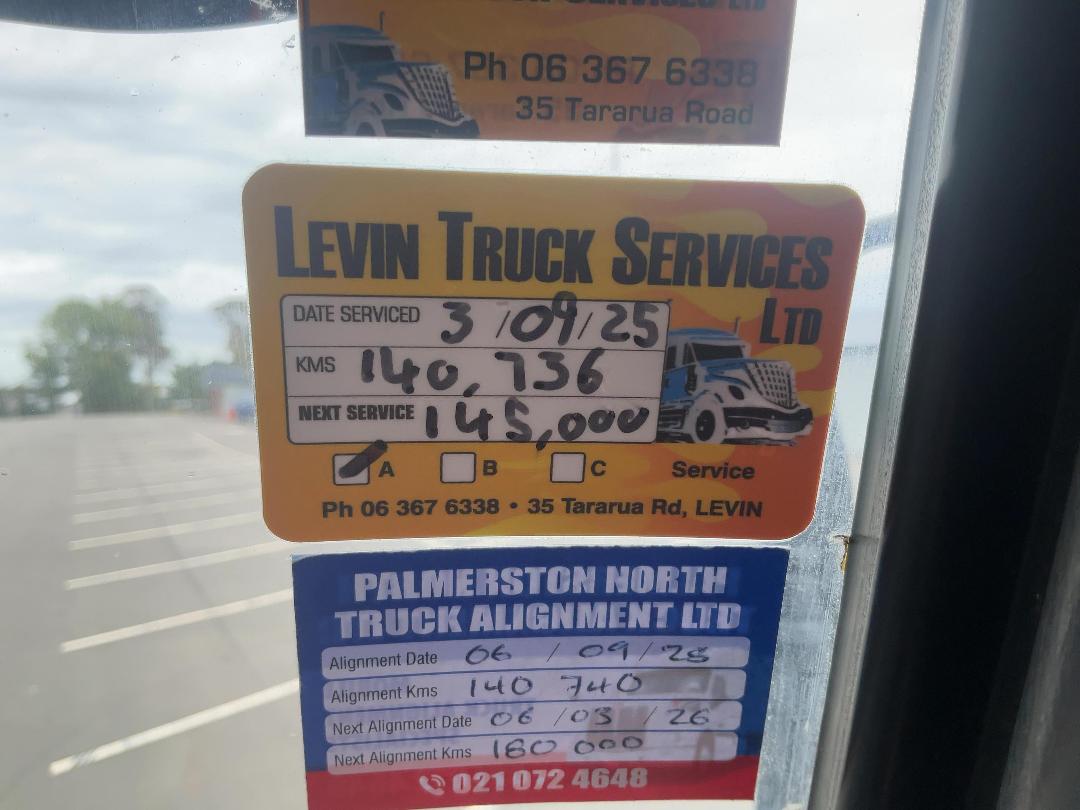 Ph 06 367 6338
35 Tararua Road
LEVIN TRUCK SERVICES
LTD
DATE SERVICED 3/09/25
KMS 140,736
NEXT SERVICE 145,000
A B C Service
Ph 06 367 6338 • 35 Tararua Rd, LEVIN
PALMERSTON NORTH
TRUCK ALIGNMENT LTD
Alignment Date 06 / 09 / 25
Alignment Kms 140 740
Next Alignment Date 06 / 03 / 26
Next Alignment Kms 160 000
021 072 4648